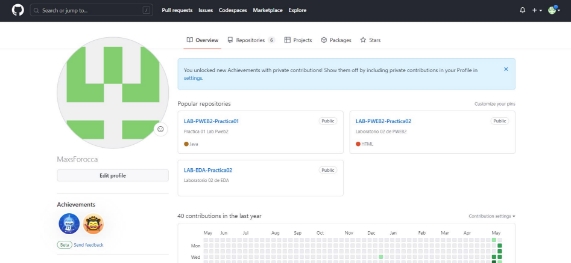 Search or jump to...
/
Pull requests Issues Codespaces Marketplace Explore
Overview Repositories 6 Projects Packages Stars
You unlocked new Achievements with private contributions! Show them off by including private contributions in your Profile in
settings.
Popular repositories
Customize your pins
LAB-PWEB2-Practica01 Public
Practica 01 Lab Pweb2
Java
LAB-PWEB2-Practica02 Public
Laboratorio 02 de PWEB2
HTML
LAB-EDA-Practica02 Public
Laboratorio 02 de EDA
MaxsForocca
Edit profile
Achievements
Beta Send feedback
contributions in the last year
Contribution settings
May Jun Jul Aug Sep Oct Nov Dec Jan Feb Mar Apr May
Mon
Wed